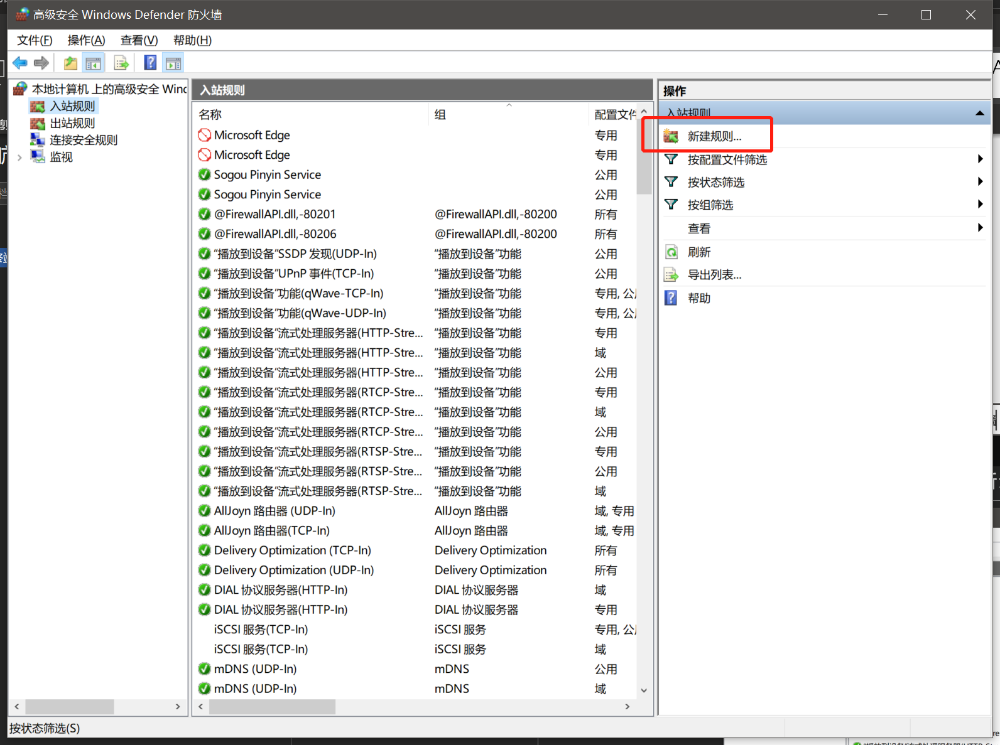 高级安全 Windows Defender 防火墙
文件(F) 操作(A) 查看(V) 帮助(H)
本地计算机 上的高级安全 Wind
入站规则
出站规则
连接安全规则
监视
入站规则
名称 组 配置文件
Microsoft Edge 专用
Microsoft Edge 专用
Sogou Pinyin Service 公用
Sogou Pinyin Service 公用
@FirewallAPI.dll,-80201 @FirewallAPI.dll,-80200 所有
@FirewallAPI.dll,-80206 @FirewallAPI.dll,-80200 所有
“播放到设备”SSDP 发现(UDP-In) “播放到设备”功能 公用
“播放到设备”UPnP 事件(TCP-In) “播放到设备”功能 公用
“播放到设备”功能(qWave-TCP-In) “播放到设备”功能 专用, 公用
“播放到设备”功能(qWave-UDP-In) “播放到设备”功能 专用, 公用
“播放到设备”流式处理服务器(HTTP-Stre... “播放到设备”功能 专用
“播放到设备”流式处理服务器(HTTP-Stre... “播放到设备”功能 域
“播放到设备”流式处理服务器(HTTP-Stre... “播放到设备”功能 公用
“播放到设备”流式处理服务器(RTCP-Stre... “播放到设备”功能 专用
“播放到设备”流式处理服务器(RTCP-Stre... “播放到设备”功能 域
“播放到设备”流式处理服务器(RTCP-Stre... “播放到设备”功能 公用
“播放到设备”流式处理服务器(RTSP-Stre... “播放到设备”功能 专用
“播放到设备”流式处理服务器(RTSP-Stre... “播放到设备”功能 公用
“播放到设备”流式处理服务器(RTSP-Stre... “播放到设备”功能 域
AllJoyn 路由器 (UDP-In) AllJoyn 路由器 域, 专用
AllJoyn 路由器(TCP-In) AllJoyn 路由器 域, 专用
Delivery Optimization (TCP-In) Delivery Optimization 所有
Delivery Optimization (UDP-In) Delivery Optimization 所有
DIAL 协议服务器(HTTP-In) DIAL 协议服务器 域
DIAL 协议服务器(HTTP-In) DIAL 协议服务器 专用
iSCSI 服务(TCP-In) iSCSI 服务 专用, 公用
iSCSI 服务(TCP-In) iSCSI 服务 域
mDNS (UDP-In) mDNS 公用
mDNS (UDP-In) mDNS 域
操作
入站规则
新建规则...
按配置文件筛选
按状态筛选
按组筛选
查看
刷新
导出列表...
帮助
按状态筛选(S)